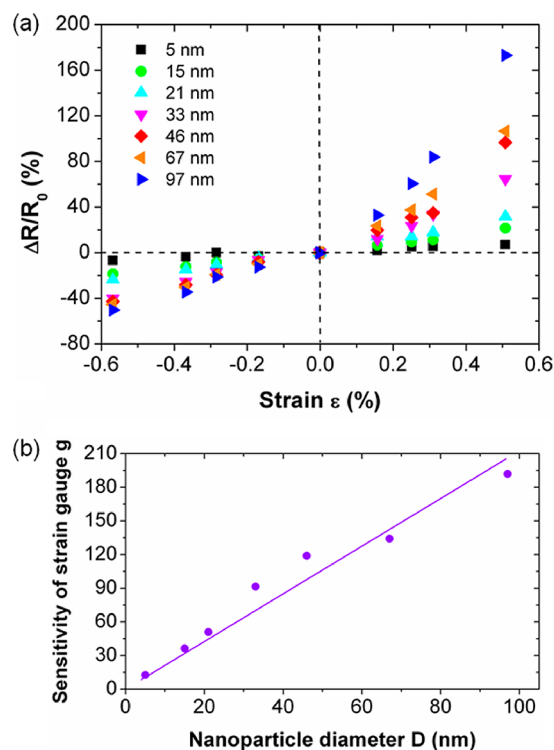 (a)
200
160
120
80
40
0
-40
-80
5 nm
15 nm
21 nm
33 nm
46 nm
67 nm
97 nm
ΔR/R0 (%)
-0.6 -0.4 -0.2 0.0 0.2 0.4 0.6
Strain ε (%)
(b)
210
180
150
120
90
60
30
0
Sensitivity of strain gauge g
0 20 40 60 80 100
Nanoparticle diameter D (nm)